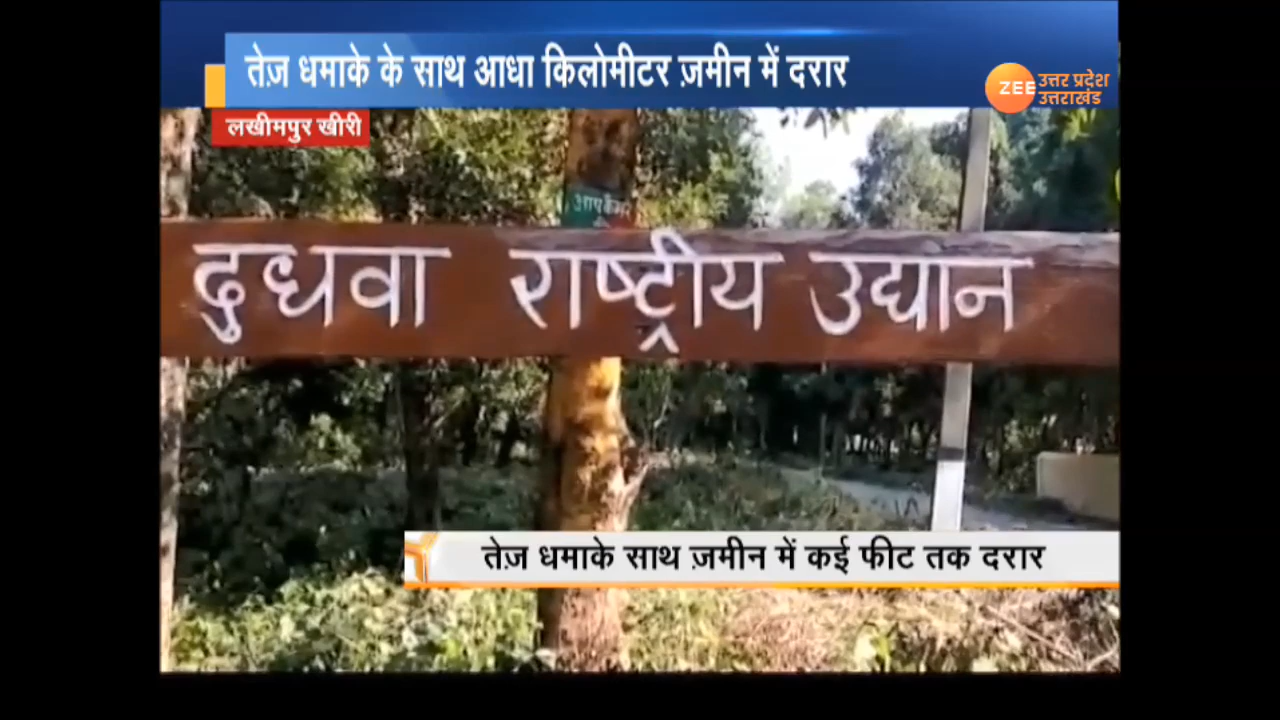 तेज़ धमाके के साथ आधा किलोमीटर ज़मीन में दरार
ZEE उत्तर प्रदेश
उत्तराखंड
लखीमपुर खीरी
दुधवा राष्ट्रीय उद्यान
तेज़ धमाके साथ ज़मीन में कई फीट तक दरार